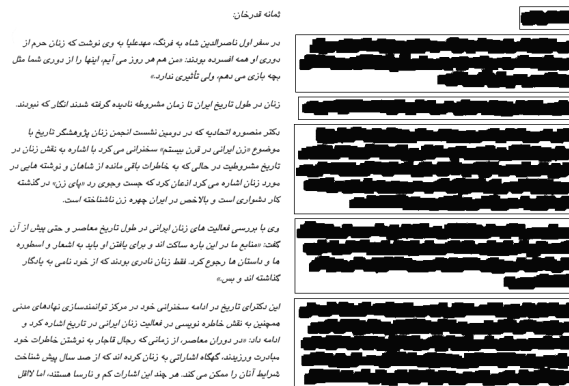 ثمانه قدرخان:
در سفر اول ناصرالدین شاه به فرنگ، مهدعلیا به وی نوشت که زنان حرم از
دوری او همه افسرده بودند: «من هم هر روز می آیم، اینها را از دوری شما مثل
بچه بازی می دهم، ولی تأثیری ندارد.»
زنان در طول تاریخ ایران تا زمان مشروطه نادیده گرفته شدند انگار که نبودند.
دکتر منصوره اتحادیه که در دومین نشست انجمن زنان پژوهشگر تاریخ با
موضوع «زن ایرانی در قرن بیستم» سخنرانی می کرد با اشاره به نقش زنان در
تاریخ مشروطیت در حالی که به خاطرات باقی مانده از شاهان و نوشته هایی در
مورد زنان اشاره می کرد اذعان کرد که جست وجوی رد «پای زن» در گذشته
کار دشواری است و بالاخص در ایران چهره زن ناشناخته است.
وی با بررسی فعالیت های زنان ایرانی در طول تاریخ معاصر و حتی پیش از آن
گفت: «منابع ما در این باره ساکت اند و برای یافتن او باید به اشعار و اسطوره
ها و داستان ها رجوع کرد. فقط زنان نادری بودند که از خود نامی به یادگار
گذاشته اند و بس.»
این دکترای تاریخ در ادامه سخنرانی خود در مرکز توانمندسازی نهادهای مدنی
همچنین به نقش خاطره نویسی در فعالیت زنان ایرانی در تاریخ اشاره کرد و
ادامه داد: «در دوران معاصر، از زمانی که رجال قاجار به نوشتن خاطرات خود
مبادرت ورزیدند، گهگاه اشاراتی به زنان کرده اند که از صد سال پیش شناخت
شرایط آنان را ممکن می کند. هر چند این اشارات کم و نارسا هستند، اما لااقل